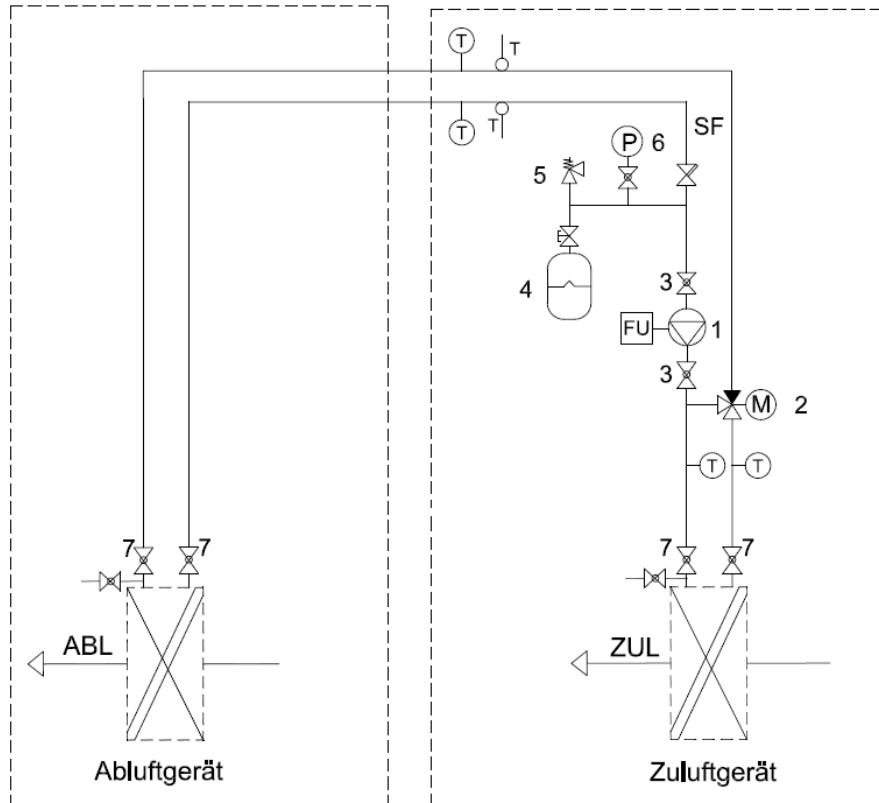 T
T
T
T
SF
P 6
5
4
3
FU 1
3
M 2
T T
7 7
7 7
ABL
ZUL
Abluftgerät
Zuluftgerät